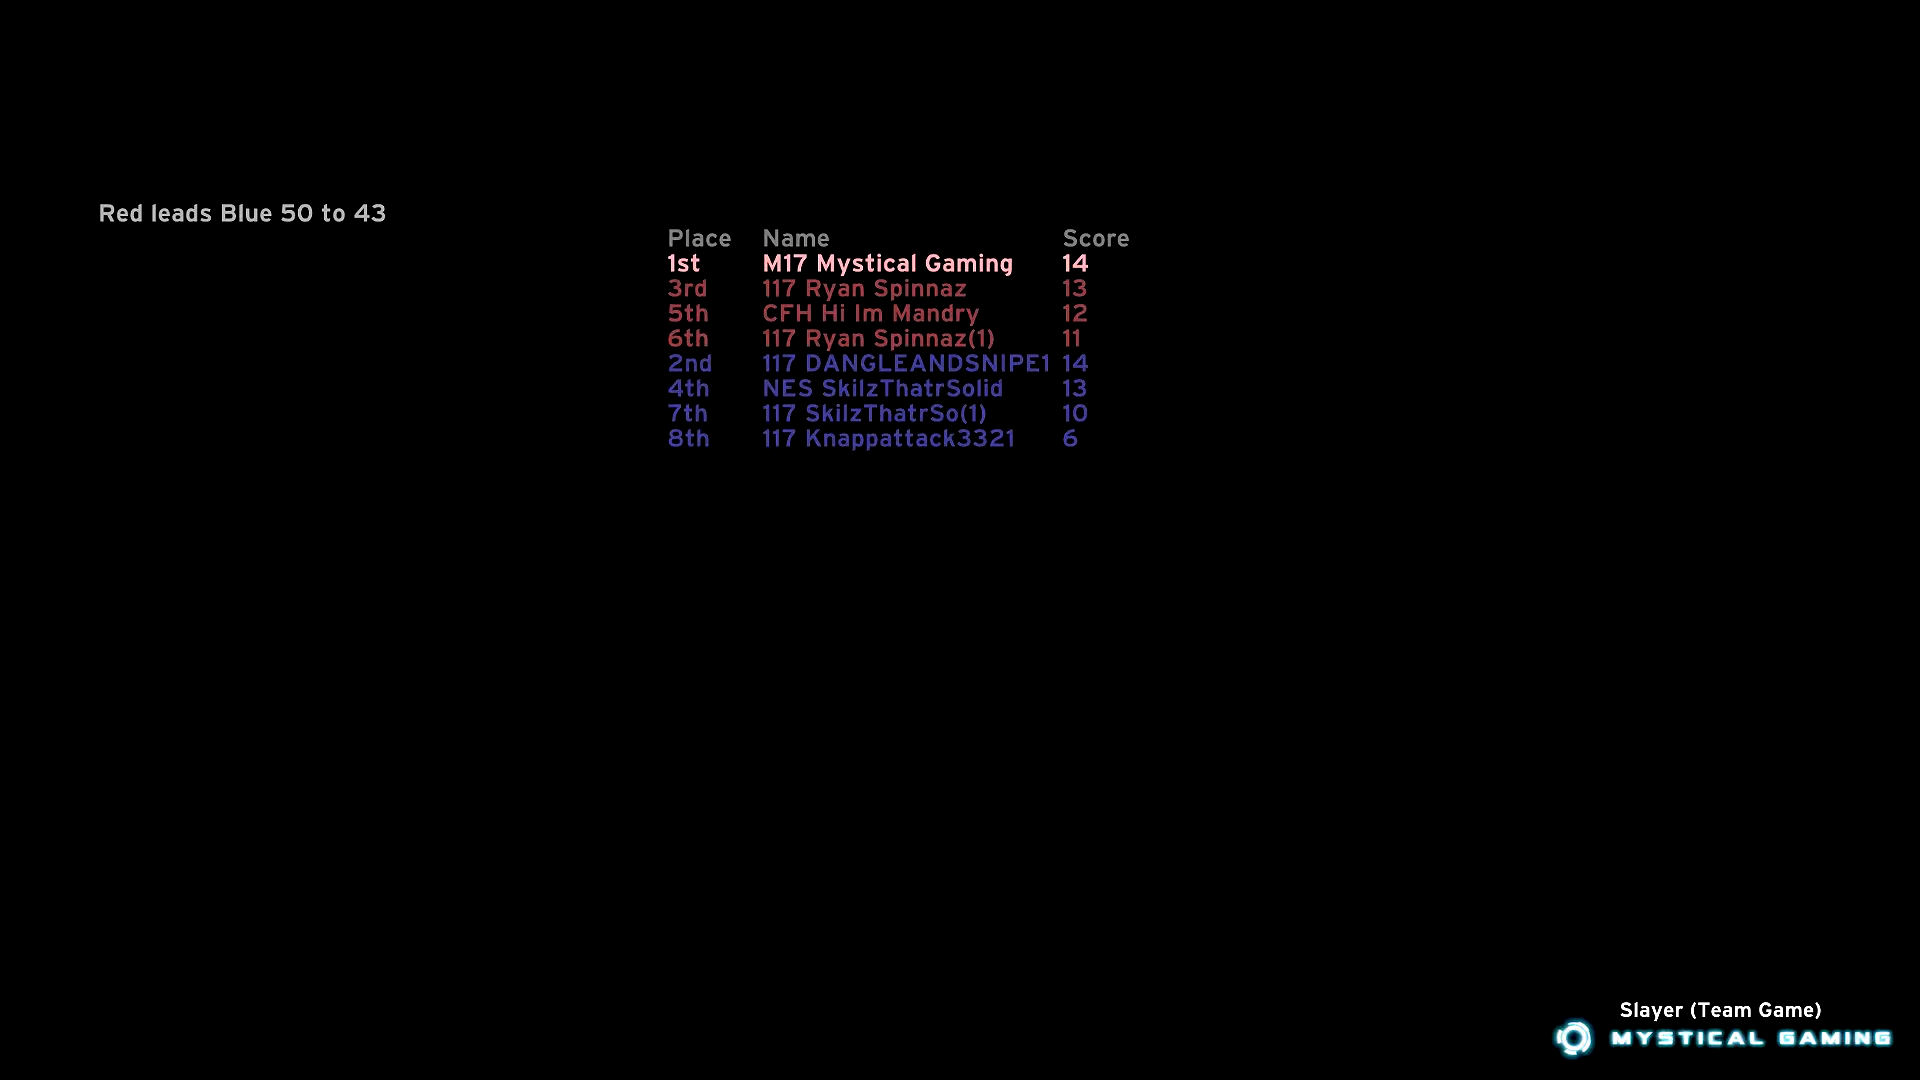 Red leads Blue 50 to 43
Place Name Score
1st M17 Mystical Gaming 14
3rd 117 Ryan Spinnaz 13
5th CFH Hi Im Mandry 12
6th 117 Ryan Spinnaz(1) 11
2nd 117 DANGLEANDSNIPE1 14
4th NES SkilzThatrSolid 13
7th 117 SkilzThatrSo(1) 10
8th 117 Knappattack3321 6
Slayer (Team Game)
MYSTICAL GAMING